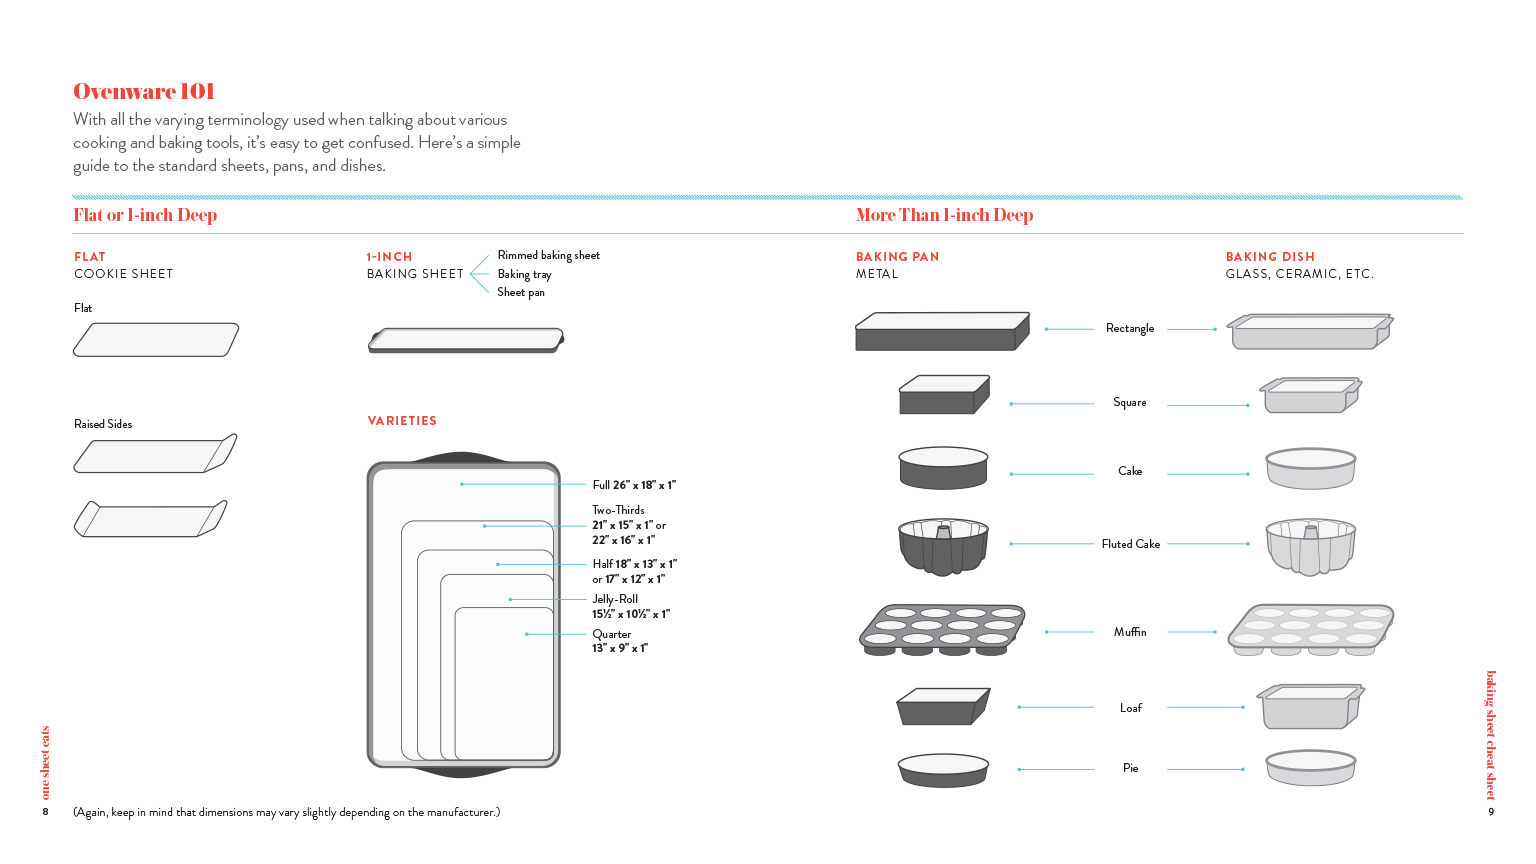 Ovenware 101
With all the varying terminology used when talking about various
cooking and baking tools, it's easy to get confused. Here's a simple
guide to the standard sheets, pans, and dishes.
Flat or 1-inch Deep
FLAT
COOKIE SHEET
Flat
Raised Sides
1-INCH
BAKING SHEET
Rimmed baking sheet
Baking tray
Sheet pan
VARIETIES
Full 26" x 18" x 1"
Two-Thirds
21" x 15" x 1" or
22" x 16" x 1"
Half 18" x 13" x 1"
or 17" x 12" x 1"
Jelly-Roll
15½" x 10½" x 1"
Quarter
13" x 9" x 1"
(Again, keep in mind that dimensions may vary slightly depending on the manufacturer.)
one sheet eats
8
More Than 1-inch Deep
BAKING PAN
METAL
BAKING DISH
GLASS, CERAMIC, ETC.
Rectangle
Square
Cake
Fluted Cake
Muffin
Loaf
Pie
baking sheet cheat sheet
9